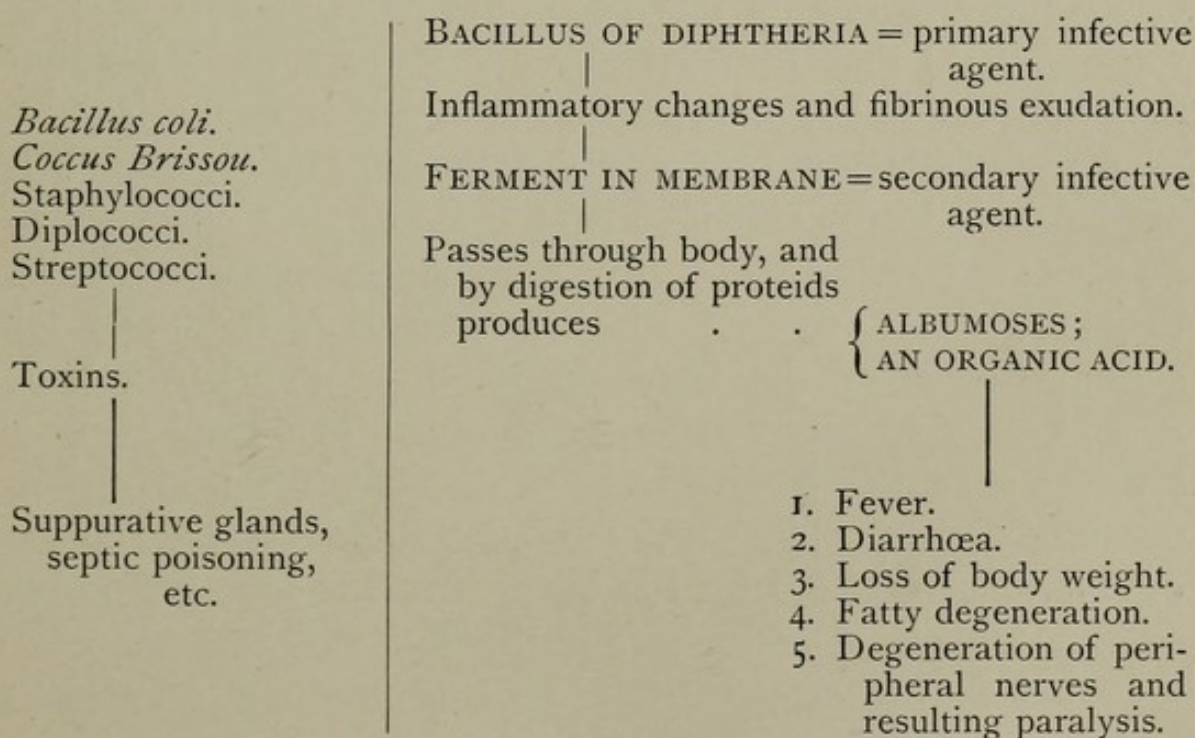 Bacillus coli.
Coccus Brissou.
Staphylococci.
Diplococci.
Streptococci.
Toxins.
Suppurative glands,
septic poisoning,
etc.
BACILLUS OF DIPHTHERIA = primary infective
agent.
Inflammatory changes and fibrinous exudation.
FERMENT IN MEMBRANE = secondary infective
agent.
Passes through body, and
by digestion of proteids
produces . . { ALBUMOSES ;
AN ORGANIC ACID.
1. Fever.
2. Diarrhœa.
3. Loss of body weight.
4. Fatty degeneration.
5. Degeneration of peri-
pheral nerves and
resulting paralysis.